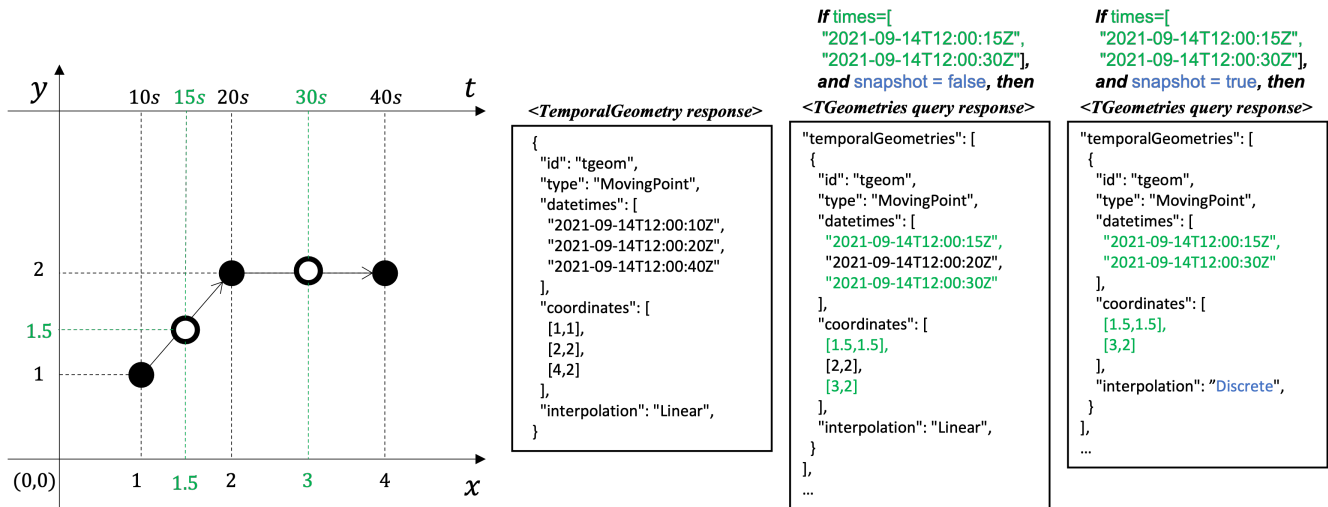 y
10s 15s 20s 30s 40s t
2
1.5
1
(0,0) 1 1.5 2 3 4 x
<TemporalGeometry response>
{
"id": "tgeom",
"type": "MovingPoint",
"datetimes": [
"2021-09-14T12:00:10Z",
"2021-09-14T12:00:20Z",
"2021-09-14T12:00:40Z"
],
"coordinates": [
[1,1],
[2,2],
[4,2]
],
"interpolation": "Linear",
}
If times=[
"2021-09-14T12:00:15Z",
"2021-09-14T12:00:30Z"],
and snapshot = false, then
<TGeometries query response>
"temporalGeometries": [
{
"id": "tgeom",
"type": "MovingPoint",
"datetimes": [
"2021-09-14T12:00:15Z",
"2021-09-14T12:00:20Z",
"2021-09-14T12:00:30Z"
],
"coordinates": [
[1.5,1.5],
[2,2],
[3,2]
],
"interpolation": "Linear",
}
],
...
If times=[
"2021-09-14T12:00:15Z",
"2021-09-14T12:00:30Z"],
and snapshot = true, then
<TGeometries query response>
"temporalGeometries": [
{
"id": "tgeom",
"type": "MovingPoint",
"datetimes": [
"2021-09-14T12:00:15Z",
"2021-09-14T12:00:30Z"
],
"coordinates": [
[1.5,1.5],
[3,2]
],
"interpolation": ”Discrete",
}
],
...